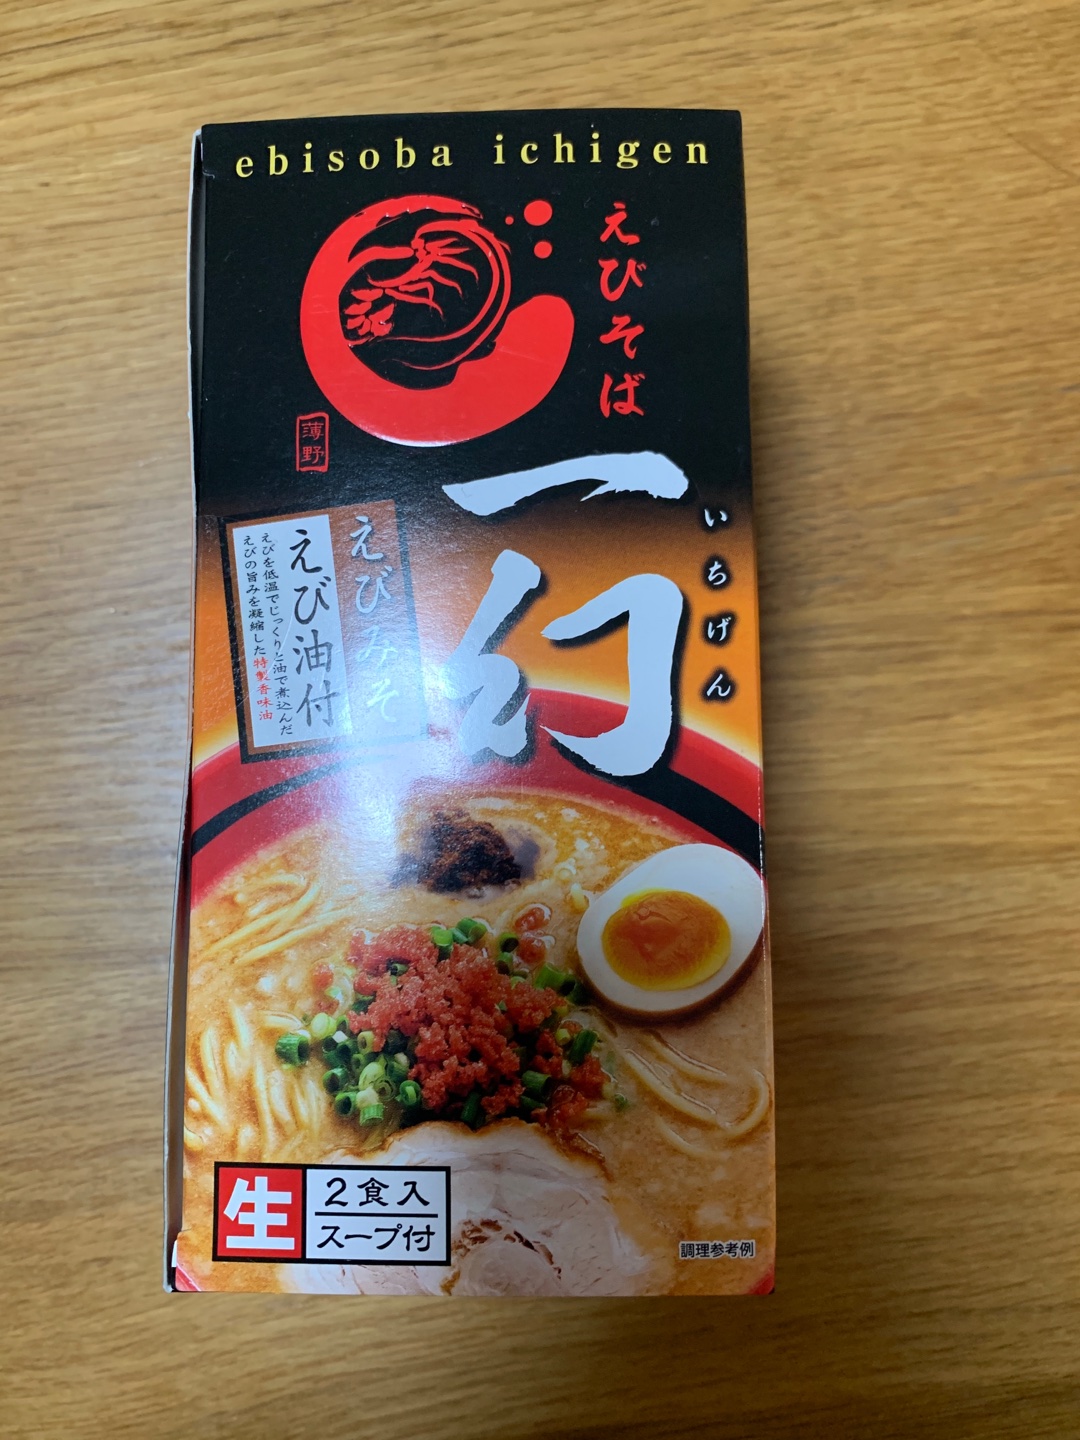 ebisoba ichigen
えびそば
薄野
一幻
いちげん
えびみそ
えび油付
えびを低温でじっくりと油で煮込んだ
えびの旨みを凝縮した特製香味油
生
2食入
スープ付
調理参考例